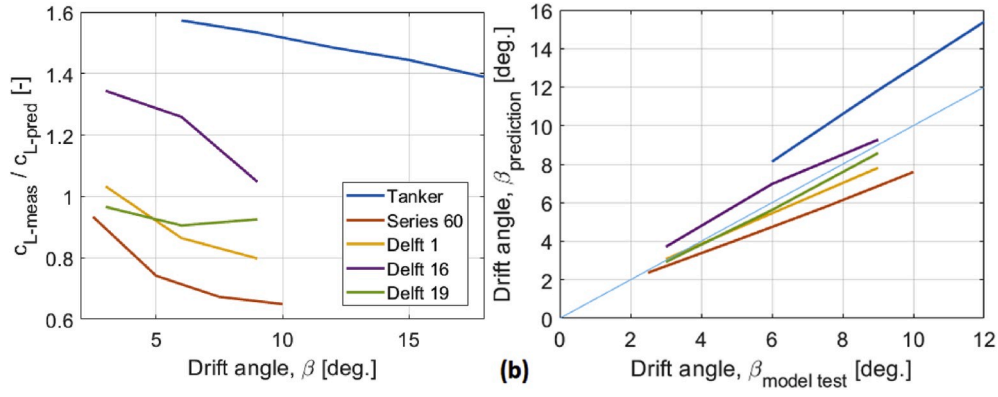 c_L-meas / c_L-pred [-]
1.6
1.4
1.2
1
0.8
0.6
5
10
15
Drift angle, β [deg.]
Tanker
Series 60
Delft 1
Delft 16
Delft 19
(b)
Drift angle, β_prediction [deg.]
16
14
12
10
8
6
4
2
0
0
2
4
6
8
10
12
Drift angle, β_model test [deg.]